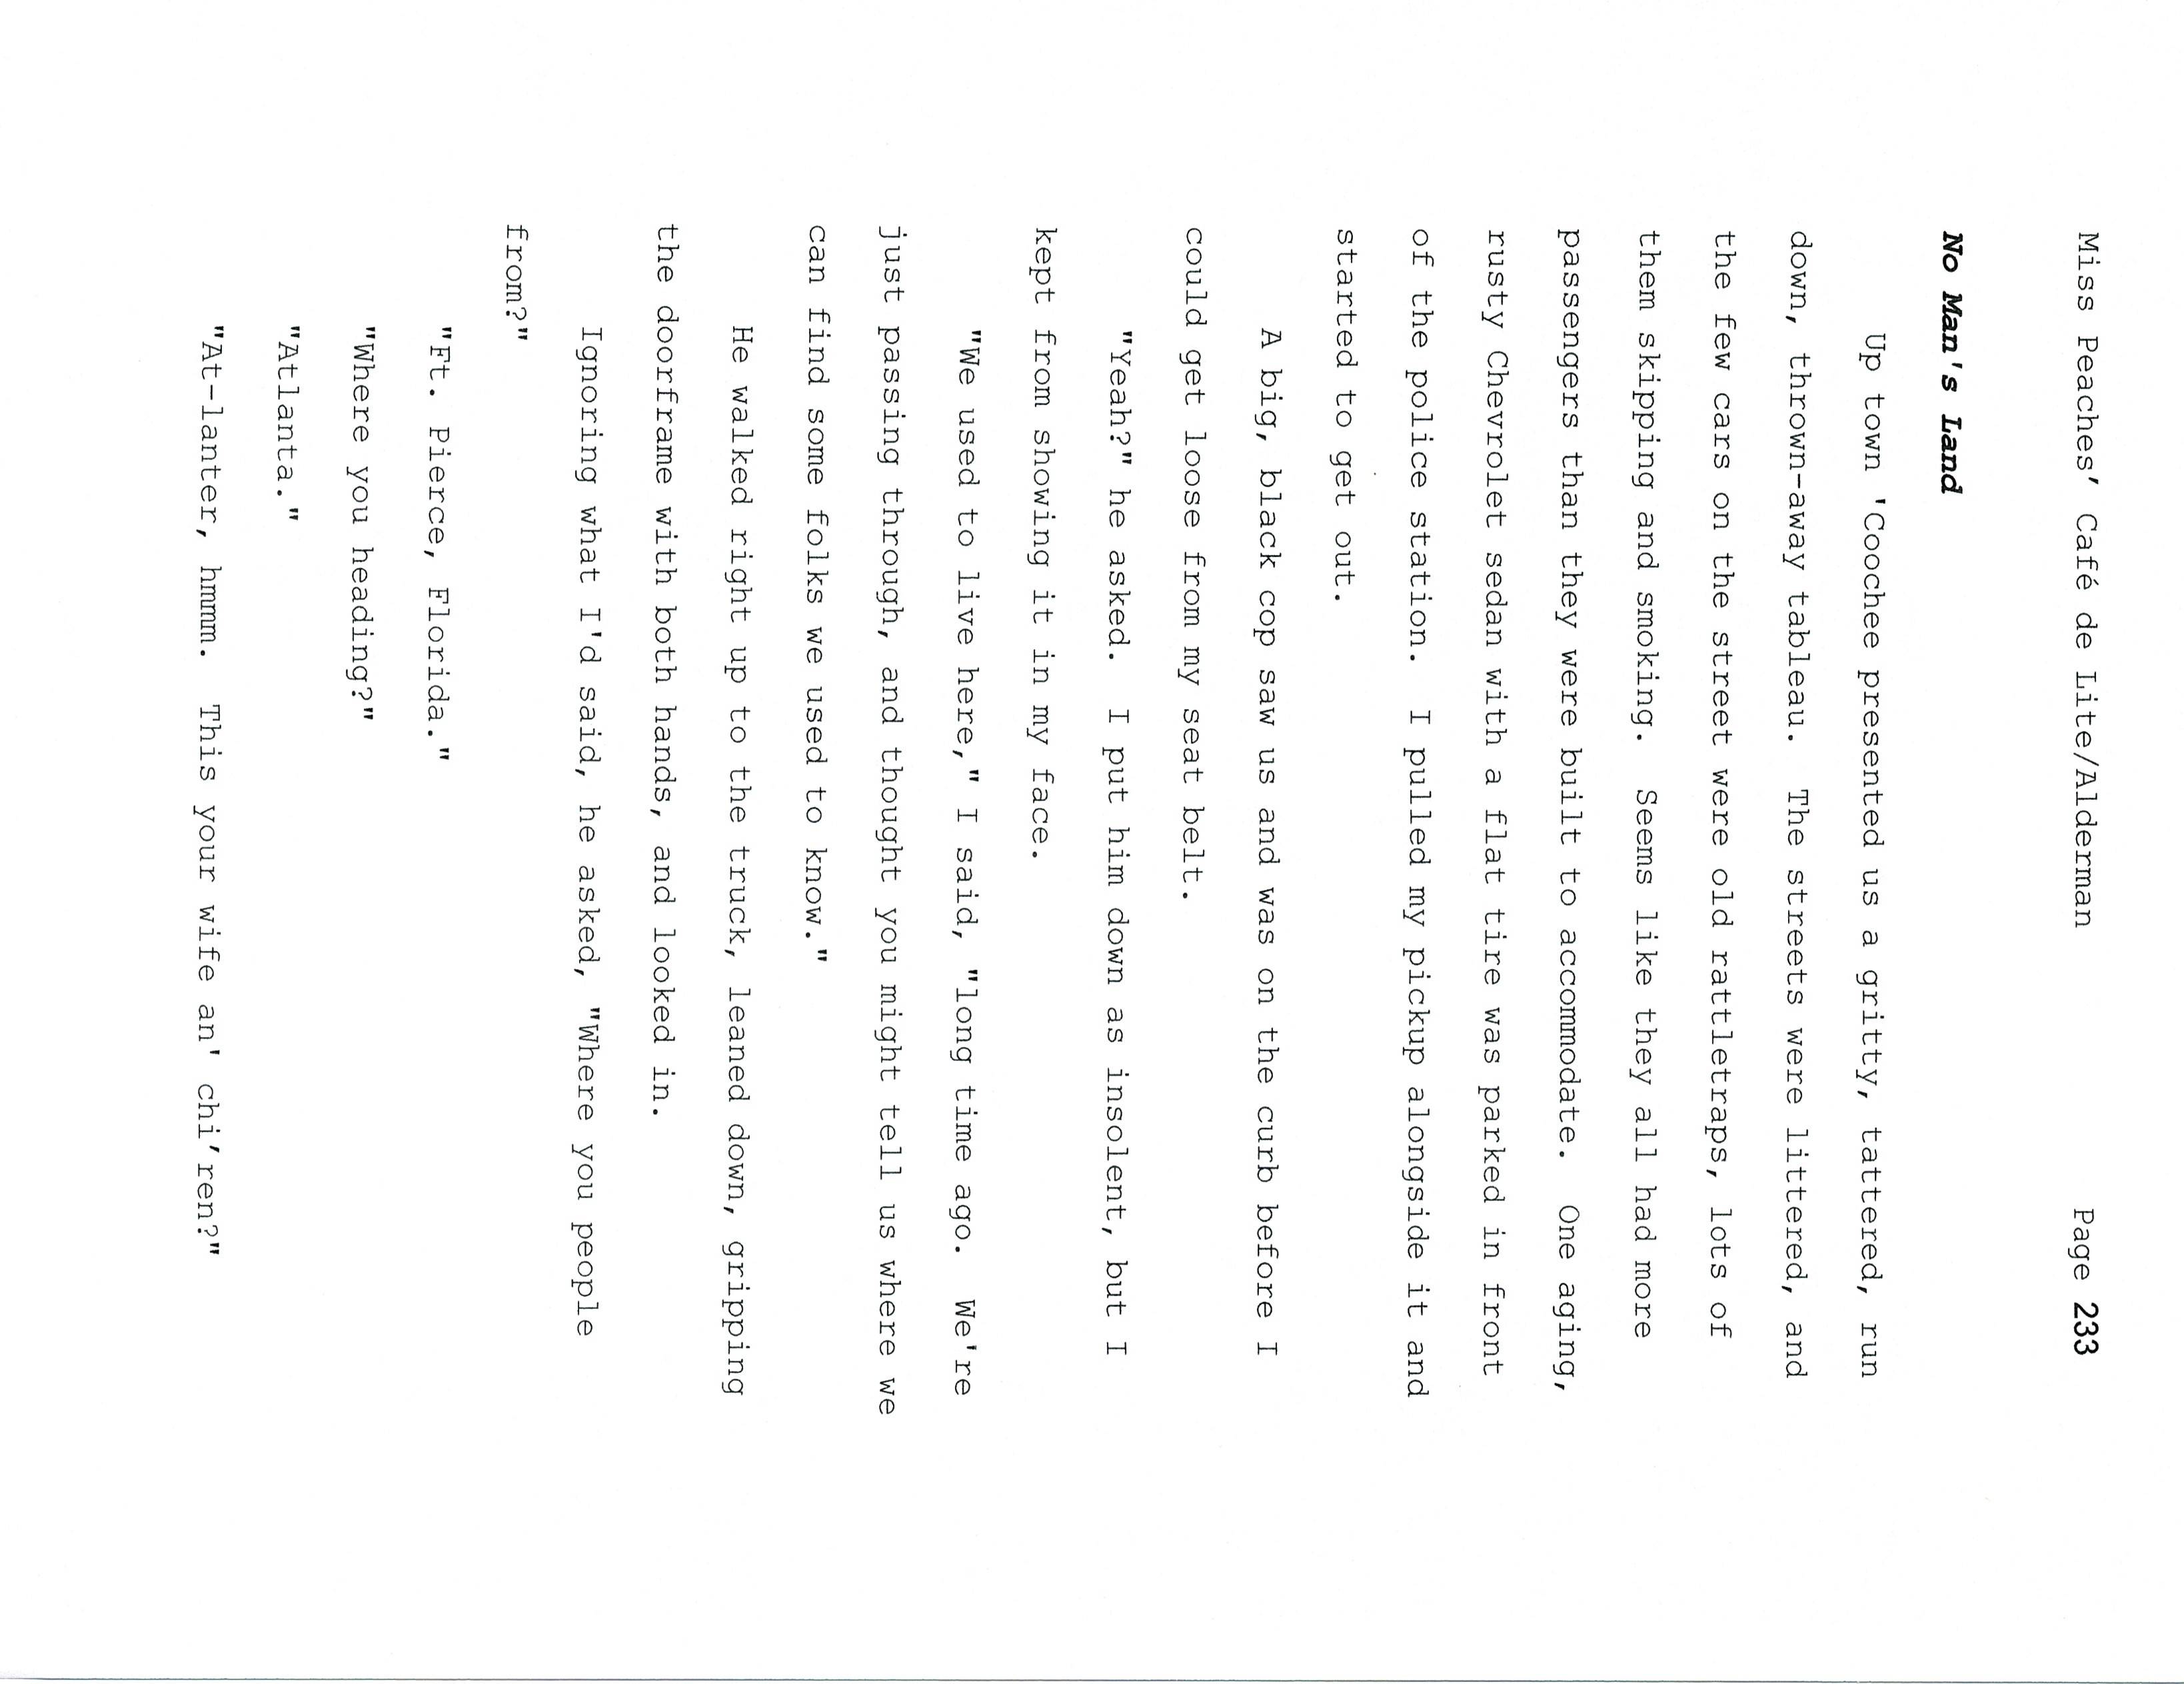 Miss Peaches' Café de Lite/Alderman Page 233
No Man's Land
Up town 'Coochee presented us a gritty, tattered, run
down, thrown-away tableau. The streets were littered, and
the few cars on the street were old rattletraps, lots of
them skipping and smoking. Seems like they all had more
passengers than they were built to accommodate. One aging,
rusty Chevrolet sedan with a flat tire was parked in front
of the police station. I pulled my pickup alongside it and
started to get out.
A big, black cop saw us and was on the curb before I
could get loose from my seat belt.
"Yeah?" he asked. I put him down as insolent, but I
kept from showing it in my face.
"We used to live here," I said, "long time ago. We're
just passing through, and thought you might tell us where we
can find some folks we used to know."
He walked right up to the truck, leaned down, gripping
the doorframe with both hands, and looked in.
Ignoring what I'd said, he asked, "Where you people
from?"
"Ft. Pierce, Florida."
"Where you heading?"
"Atlanta."
"At-lanter, hmmm. This your wife an' chi'ren?"